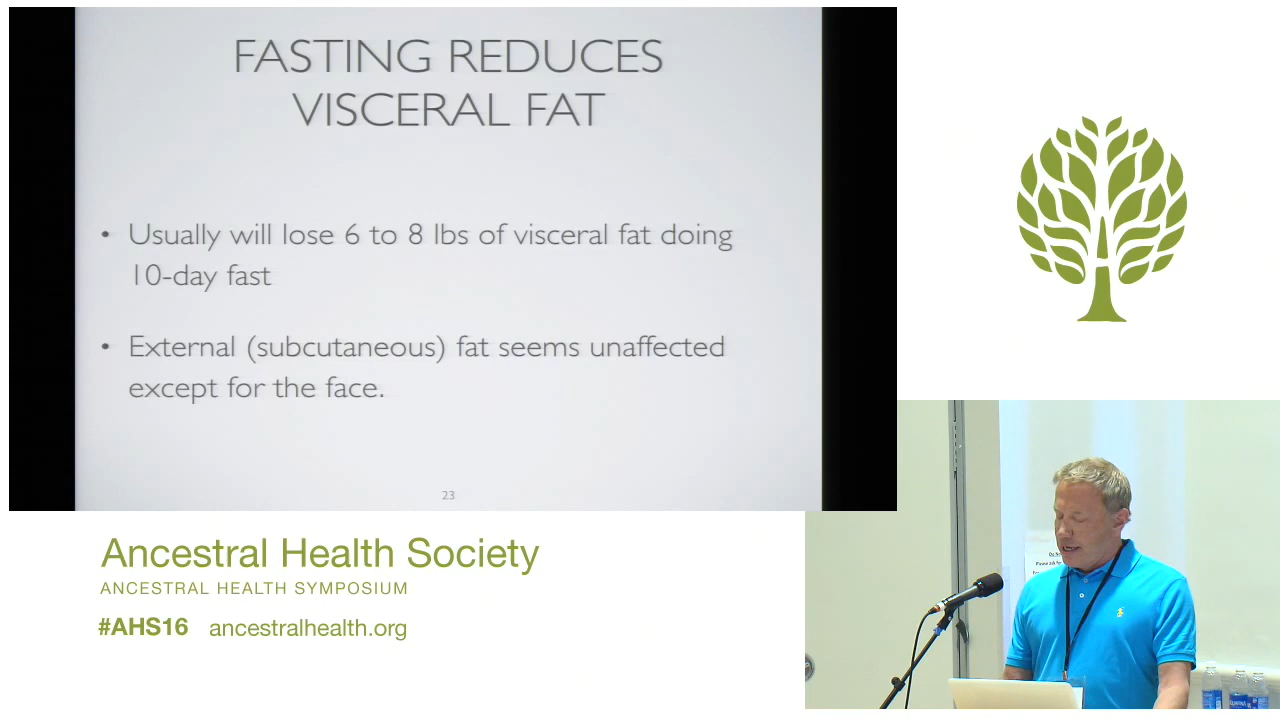 FASTING REDUCES
VISCERAL FAT
• Usually will lose 6 to 8 lbs of visceral fat doing
10-day fast
• External (subcutaneous) fat seems unaffected
except for the face.
23
Ancestral Health Society
ANCESTRAL HEALTH SYMPOSIUM
#AHS16 ancestralhealth.org